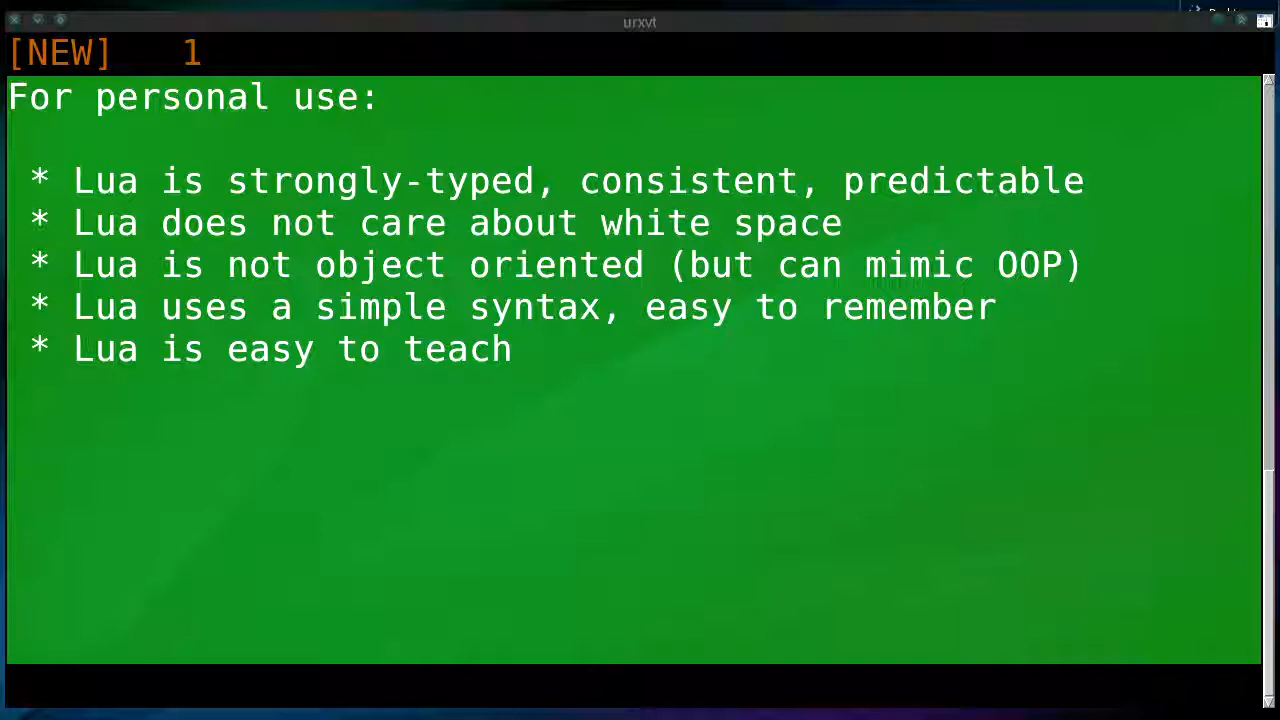 urxvt
[NEW] 1
For personal use:
* Lua is strongly-typed, consistent, predictable
* Lua does not care about white space
* Lua is not object oriented (but can mimic OOP)
* Lua uses a simple syntax, easy to remember
* Lua is easy to teach